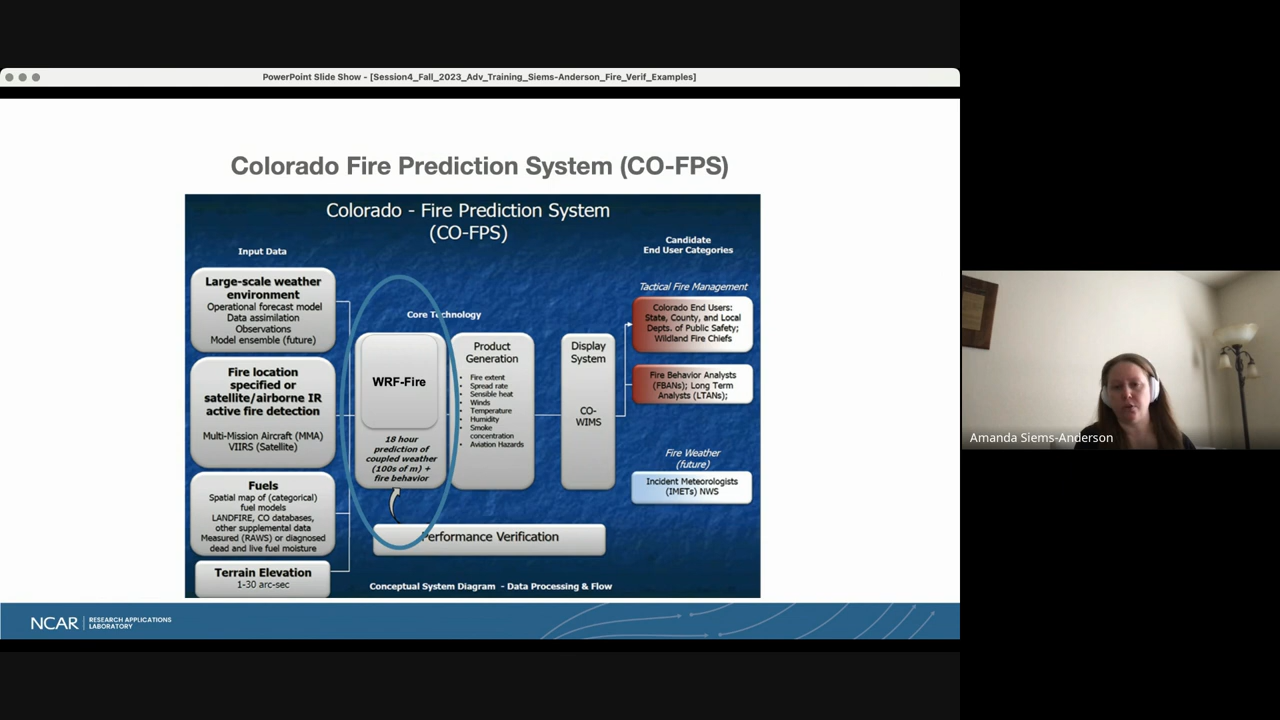 PowerPoint Slide Show - [Session4_Fall_2023_Adv_Training_Siems-Anderson_Fire_Verif_Examples]
Colorado Fire Prediction System (CO-FPS)
Colorado - Fire Prediction System
(CO-FPS)
Input Data
Large-scale weather
environment
Operational forecast model
Data assimilation
Observations
Model ensemble (future)
Fire location
specified or
satellite/airborne IR
active fire detection
Multi-Mission Aircraft (MMA)
VIIRS (Satellite)
Fuels
Spatial map of (categorical)
fuel models
LANDFIRE, CO databases,
other supplemental data
Measured (RAWS) or diagnosed
dead and live fuel moisture
Terrain Elevation
1-30 arc-sec
Core Technology
WRF-Fire
18 hour
prediction of
coupled weather
(100s of m) +
fire behavior
Product
Generation
• Fire extent
• Spread rate
• Sensible heat
• Winds
• Temperature
• Humidity
• Smoke
concentration
• Aviation Hazards
Display
System
CO-
WIMS
Performance Verification
Conceptual System Diagram - Data Processing & Flow
Candidate
End User Categories
Tactical Fire Management
Colorado End Users:
State, County, and Local
Depts. of Public Safety;
Wildland Fire Chiefs
Fire Behavior Analysts
(FBANs); Long Term
Analysts (LTANs);
Fire Weather
(future)
Incident Meteorologists
(IMETs) NWS
NCAR
RESEARCH APPLICATIONS
LABORATORY
Amanda Siems-Anderson